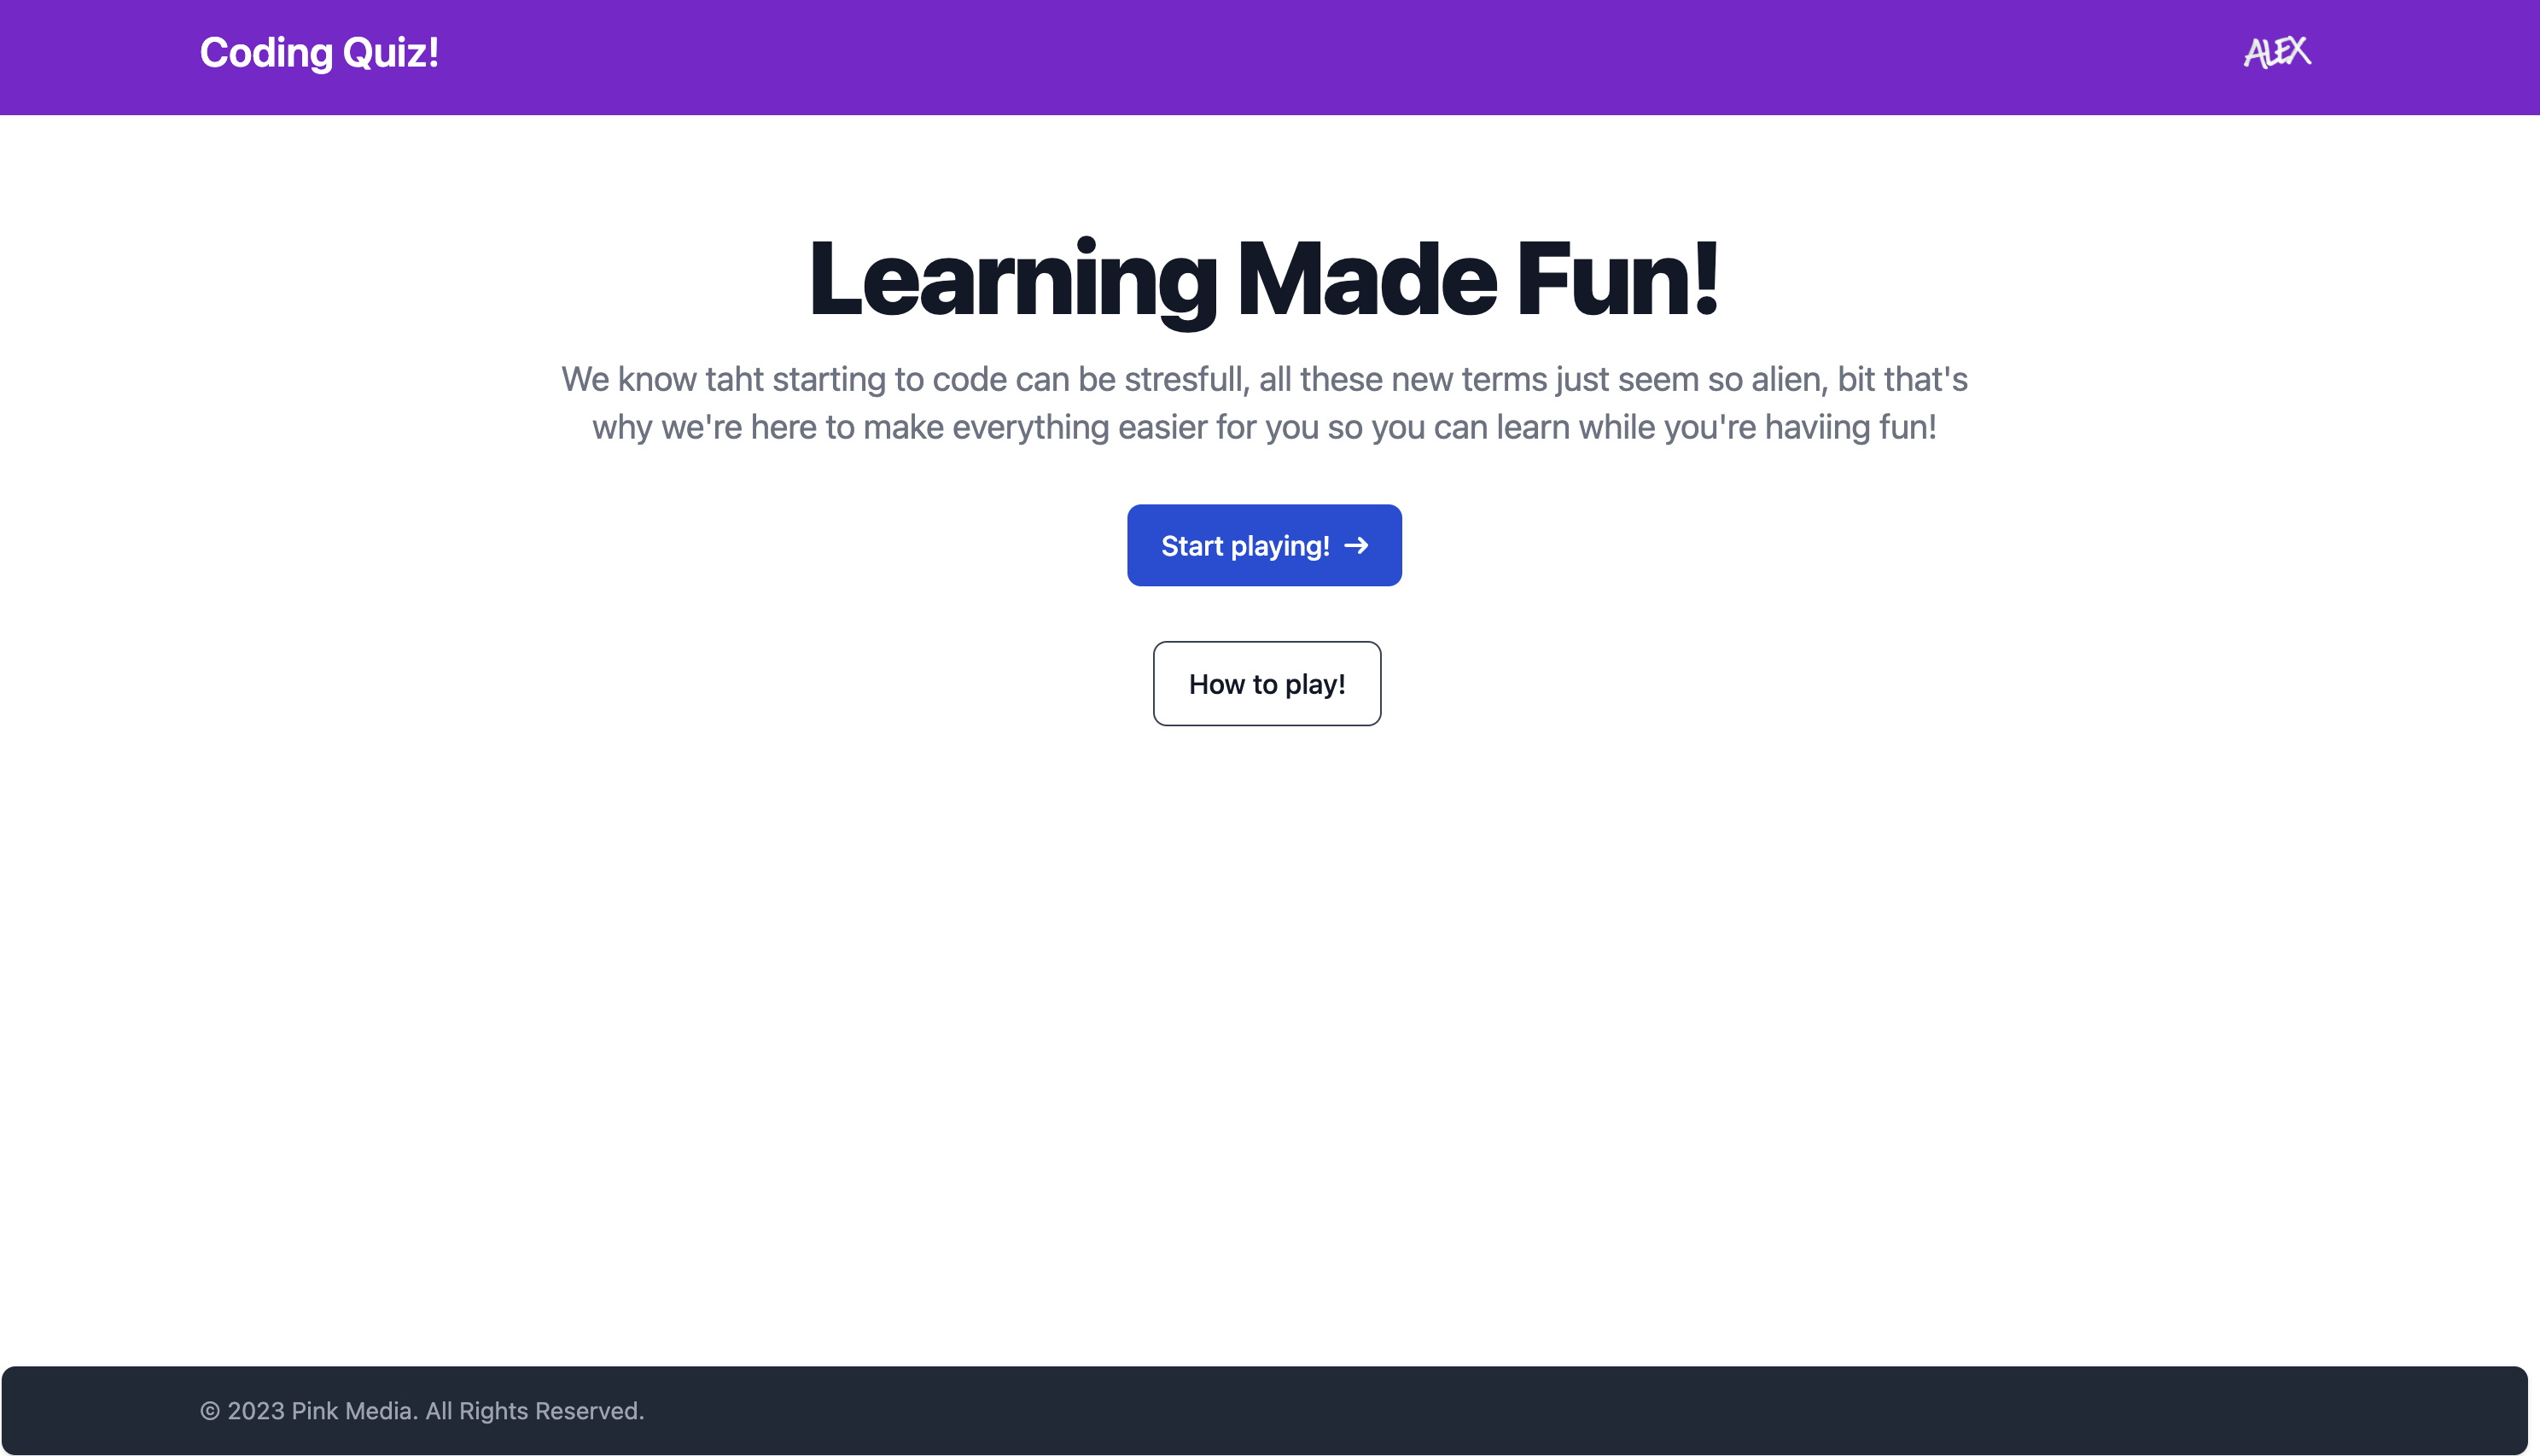 Coding Quiz!
ALEX
Learning Made Fun!
We know taht starting to code can be stresfull, all these new terms just seem so alien, bit that's
why we're here to make everything easier for you so you can learn while you're haviing fun!
Start playing! →
How to play!
© 2023 Pink Media. All Rights Reserved.